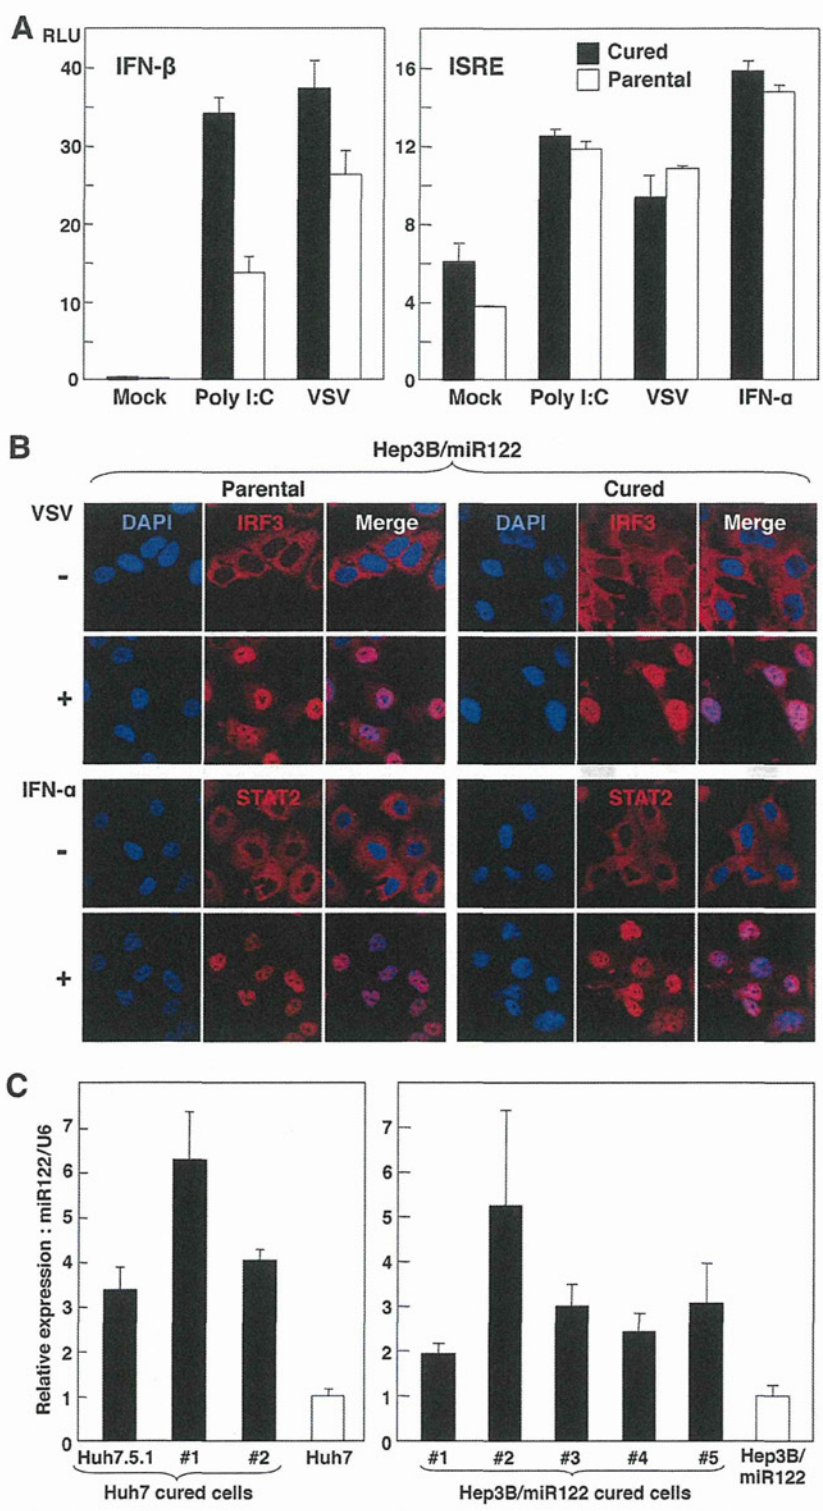 A
RLU
IFN-β
40
30
20
10
0
Mock Poly I:C VSV
ISRE
Cured
Parental
16
12
8
4
0
Mock Poly I:C VSV IFN-α
B
Hep3B/miR122
Parental Cured
VSV
DAPI IRF3 Merge DAPI IRF3 Merge
-
+
IFN-α
STAT2 STAT2
-
+
C
Relative expression : miR122/U6
7
6
5
4
3
2
1
0
Huh7.5.1 #1 #2 Huh7
Huh7 cured cells
7
6
5
4
3
2
1
0
#1 #2 #3 #4 #5 Hep3B/
miR122
Hep3B/miR122 cured cells